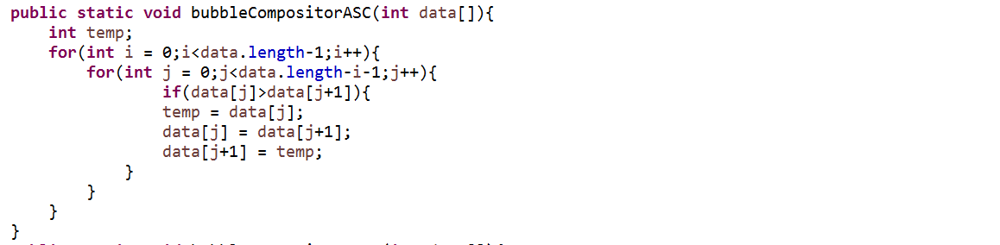 public static void bubbleCompositorASC(int data[]){
    int temp;
    for(int i = 0;i<data.length-1;i++){
        for(int j = 0;j<data.length-i-1;j++){
                if(data[j]>data[j+1]){
                temp = data[j];
                data[j] = data[j+1];
                data[j+1] = temp;
            }
        }
    }
}